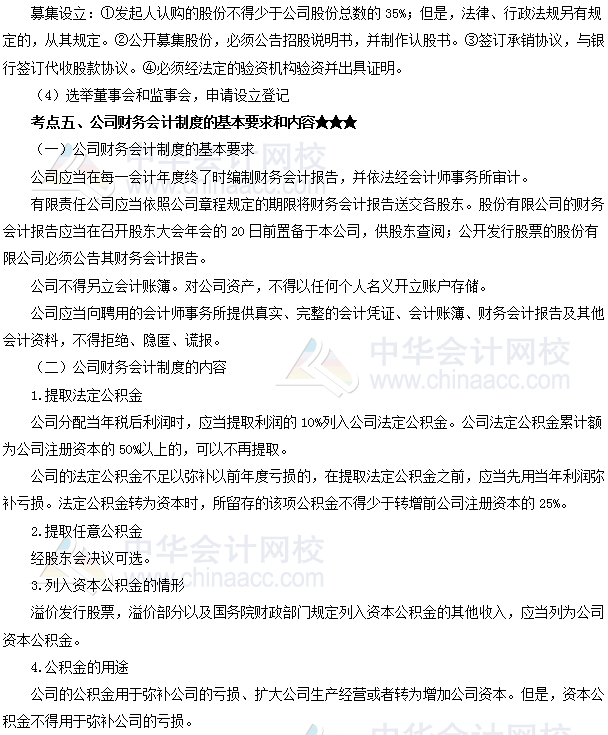 募集设立：①发起人认购的股份不得少于公司股份总数的35%；但是，法律、行政法规另有规
定的，从其规定。②公开募集股份，必须公告招股说明书，并制作认股书。③签订承销协议，与银
行签订代收股款协议。④必须经法定的验资机构验资并出具证明。
（4）选举董事会和监事会，申请设立登记
考点五、公司财务会计制度的基本要求和内容★★★
（一）公司财务会计制度的基本要求
公司应当在每一会计年度终了时编制财务会计报告，并依法经会计师事务所审计。
有限责任公司应当依照公司章程规定的期限将财务会计报告送交各股东。股份有限公司的财务
会计报告应当在召开股东大会年会的20日前置备于本公司，供股东查阅；公开发行股票的股份有
限公司必须公告其财务会计报告。
公司不得另立会计账簿。对公司资产，不得以任何个人名义开立账户存储。
公司应当向聘用的会计师事务所提供真实、完整的会计凭证、会计账簿、财务会计报告及其他
会计资料，不得拒绝、隐匿、谎报。
（二）公司财务会计制度的内容
1.提取法定公积金
公司分配当年税后利润时，应当提取利润的10%列入公司法定公积金。公司法定公积金累计额
为公司注册资本的50%以上的，可以不再提取。
公司的法定公积金不足以弥补以前年度亏损的，在提取法定公积金之前，应当先用当年利润弥
补亏损。法定公积金转为资本时，所留存的该项公积金不得少于转增前公司注册资本的25%。
2.提取任意公积金
经股东会决议可选。
3.列入资本公积金的情形
溢价发行股票，溢价部分以及国务院财政部门规定列入资本公积金的其他收入，应当列为公司
资本公积金。
4.公积金的用途
公司的公积金用于弥补公司的亏损、扩大公司生产经营或者转为增加公司资本。但是，资本公
积金不得用于弥补公司的亏损。
中华会计网校
www.chinaacc.com
中华会计网校
www.chinaacc.com
中华会计网校
www.chinaacc.com